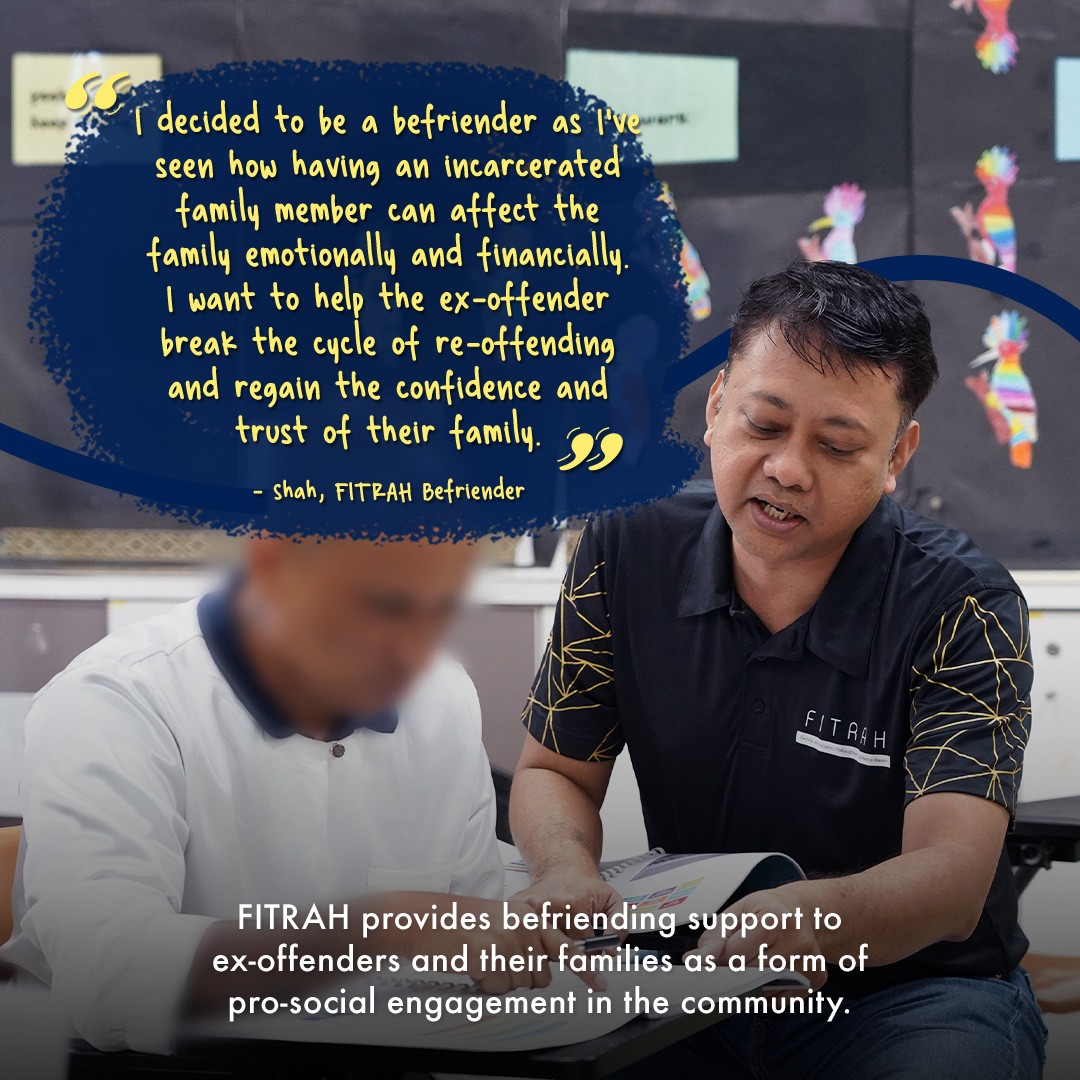 “I decided to be a befriender as I've
seen how having an incarcerated
family member can affect the
family emotionally and financially.
I want to help the ex-offender
break the cycle of re-offending
and regain the confidence and
trust of their family.”
- Shah, FITRAH Befriender
FITRAH
FITRAH provides befriending support to
ex-offenders and their families as a form of
pro-social engagement in the community.